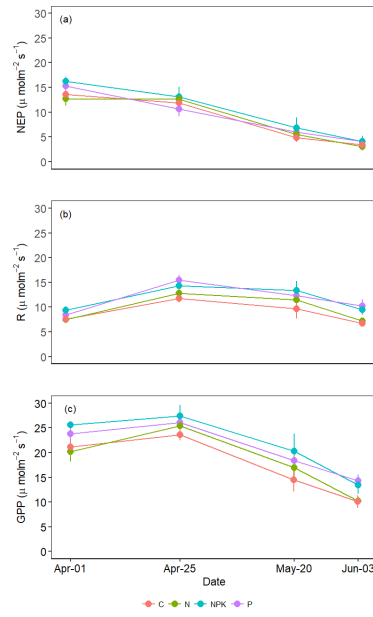 (a)
30
25
20
15
10
5
0
NEP (μ molm⁻² s⁻¹)
(b)
30
25
20
15
10
5
0
R (μ molm⁻² s⁻¹)
(c)
30
25
20
15
10
5
0
GPP (μ molm⁻² s⁻¹)
Apr-01 Apr-25 May-20 Jun-03
Date
C N NPK P